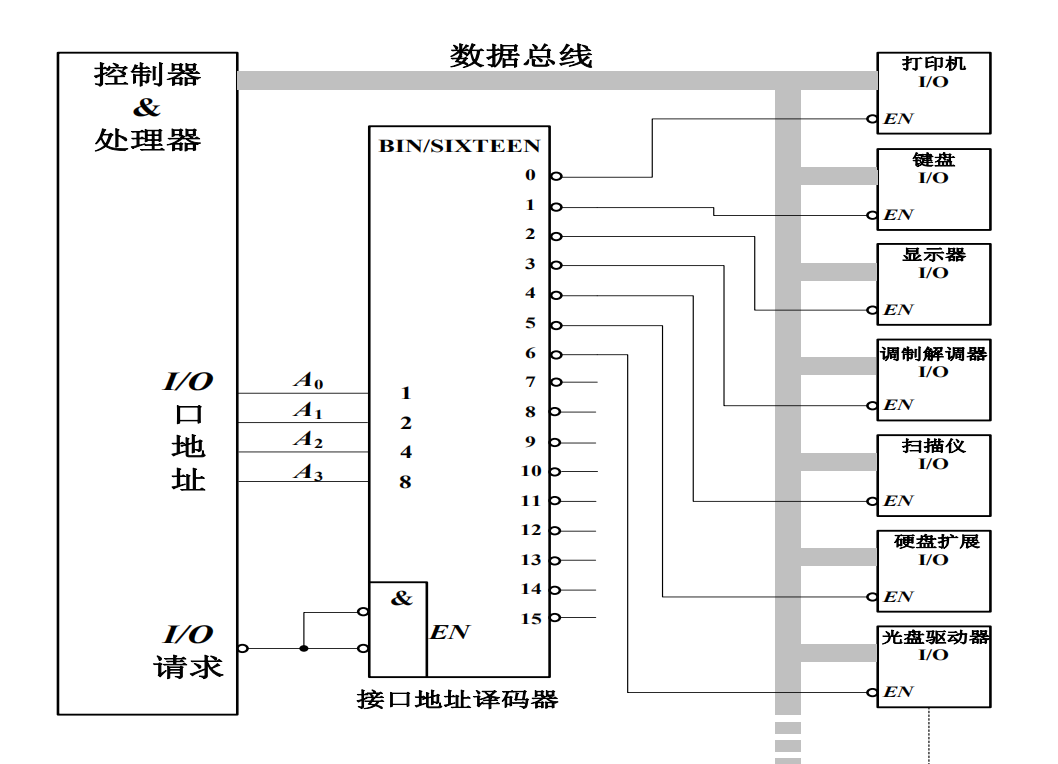 数据总线
控制器
&
处理器
I/O
口
地
址
I/O
请求
A0
A1
A2
A3
BIN/SIXTEEN
0
1
2
3
4
5
6
7
8
9
10
11
12
13
14
15
1
2
4
8
&
EN
接口地址译码器
打印机
I/O
EN
键盘
I/O
EN
显示器
I/O
EN
调制解调器
I/O
EN
扫描仪
I/O
EN
硬盘扩展
I/O
EN
光盘驱动器
I/O
EN